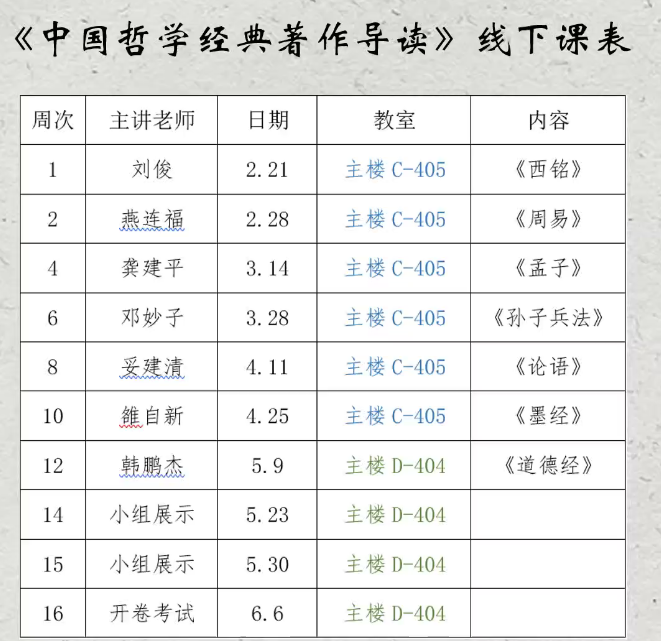 《中国哲学经典著作导读》线下课表
周次 主讲老师 日期 教室 内容
1 刘俊 2.21 主楼 C-405 《西铭》
2 燕连福 2.28 主楼 C-405 《周易》
4 龚建平 3.14 主楼 C-405 《孟子》
6 邓妙子 3.28 主楼 C-405 《孙子兵法》
8 妥建清 4.11 主楼 C-405 《论语》
10 雒自新 4.25 主楼 C-405 《墨经》
12 韩鹏杰 5.9 主楼 D-404 《道德经》
14 小组展示 5.23 主楼 D-404
15 小组展示 5.30 主楼 D-404
16 开卷考试 6.6 主楼 D-404